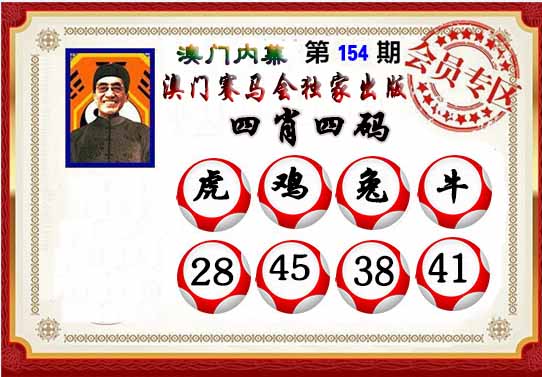 澳门内幕 第154期
会员专区
澳门赛马会独家出版
四肖四码
虎 鸡 兔 牛
28 45 38 41